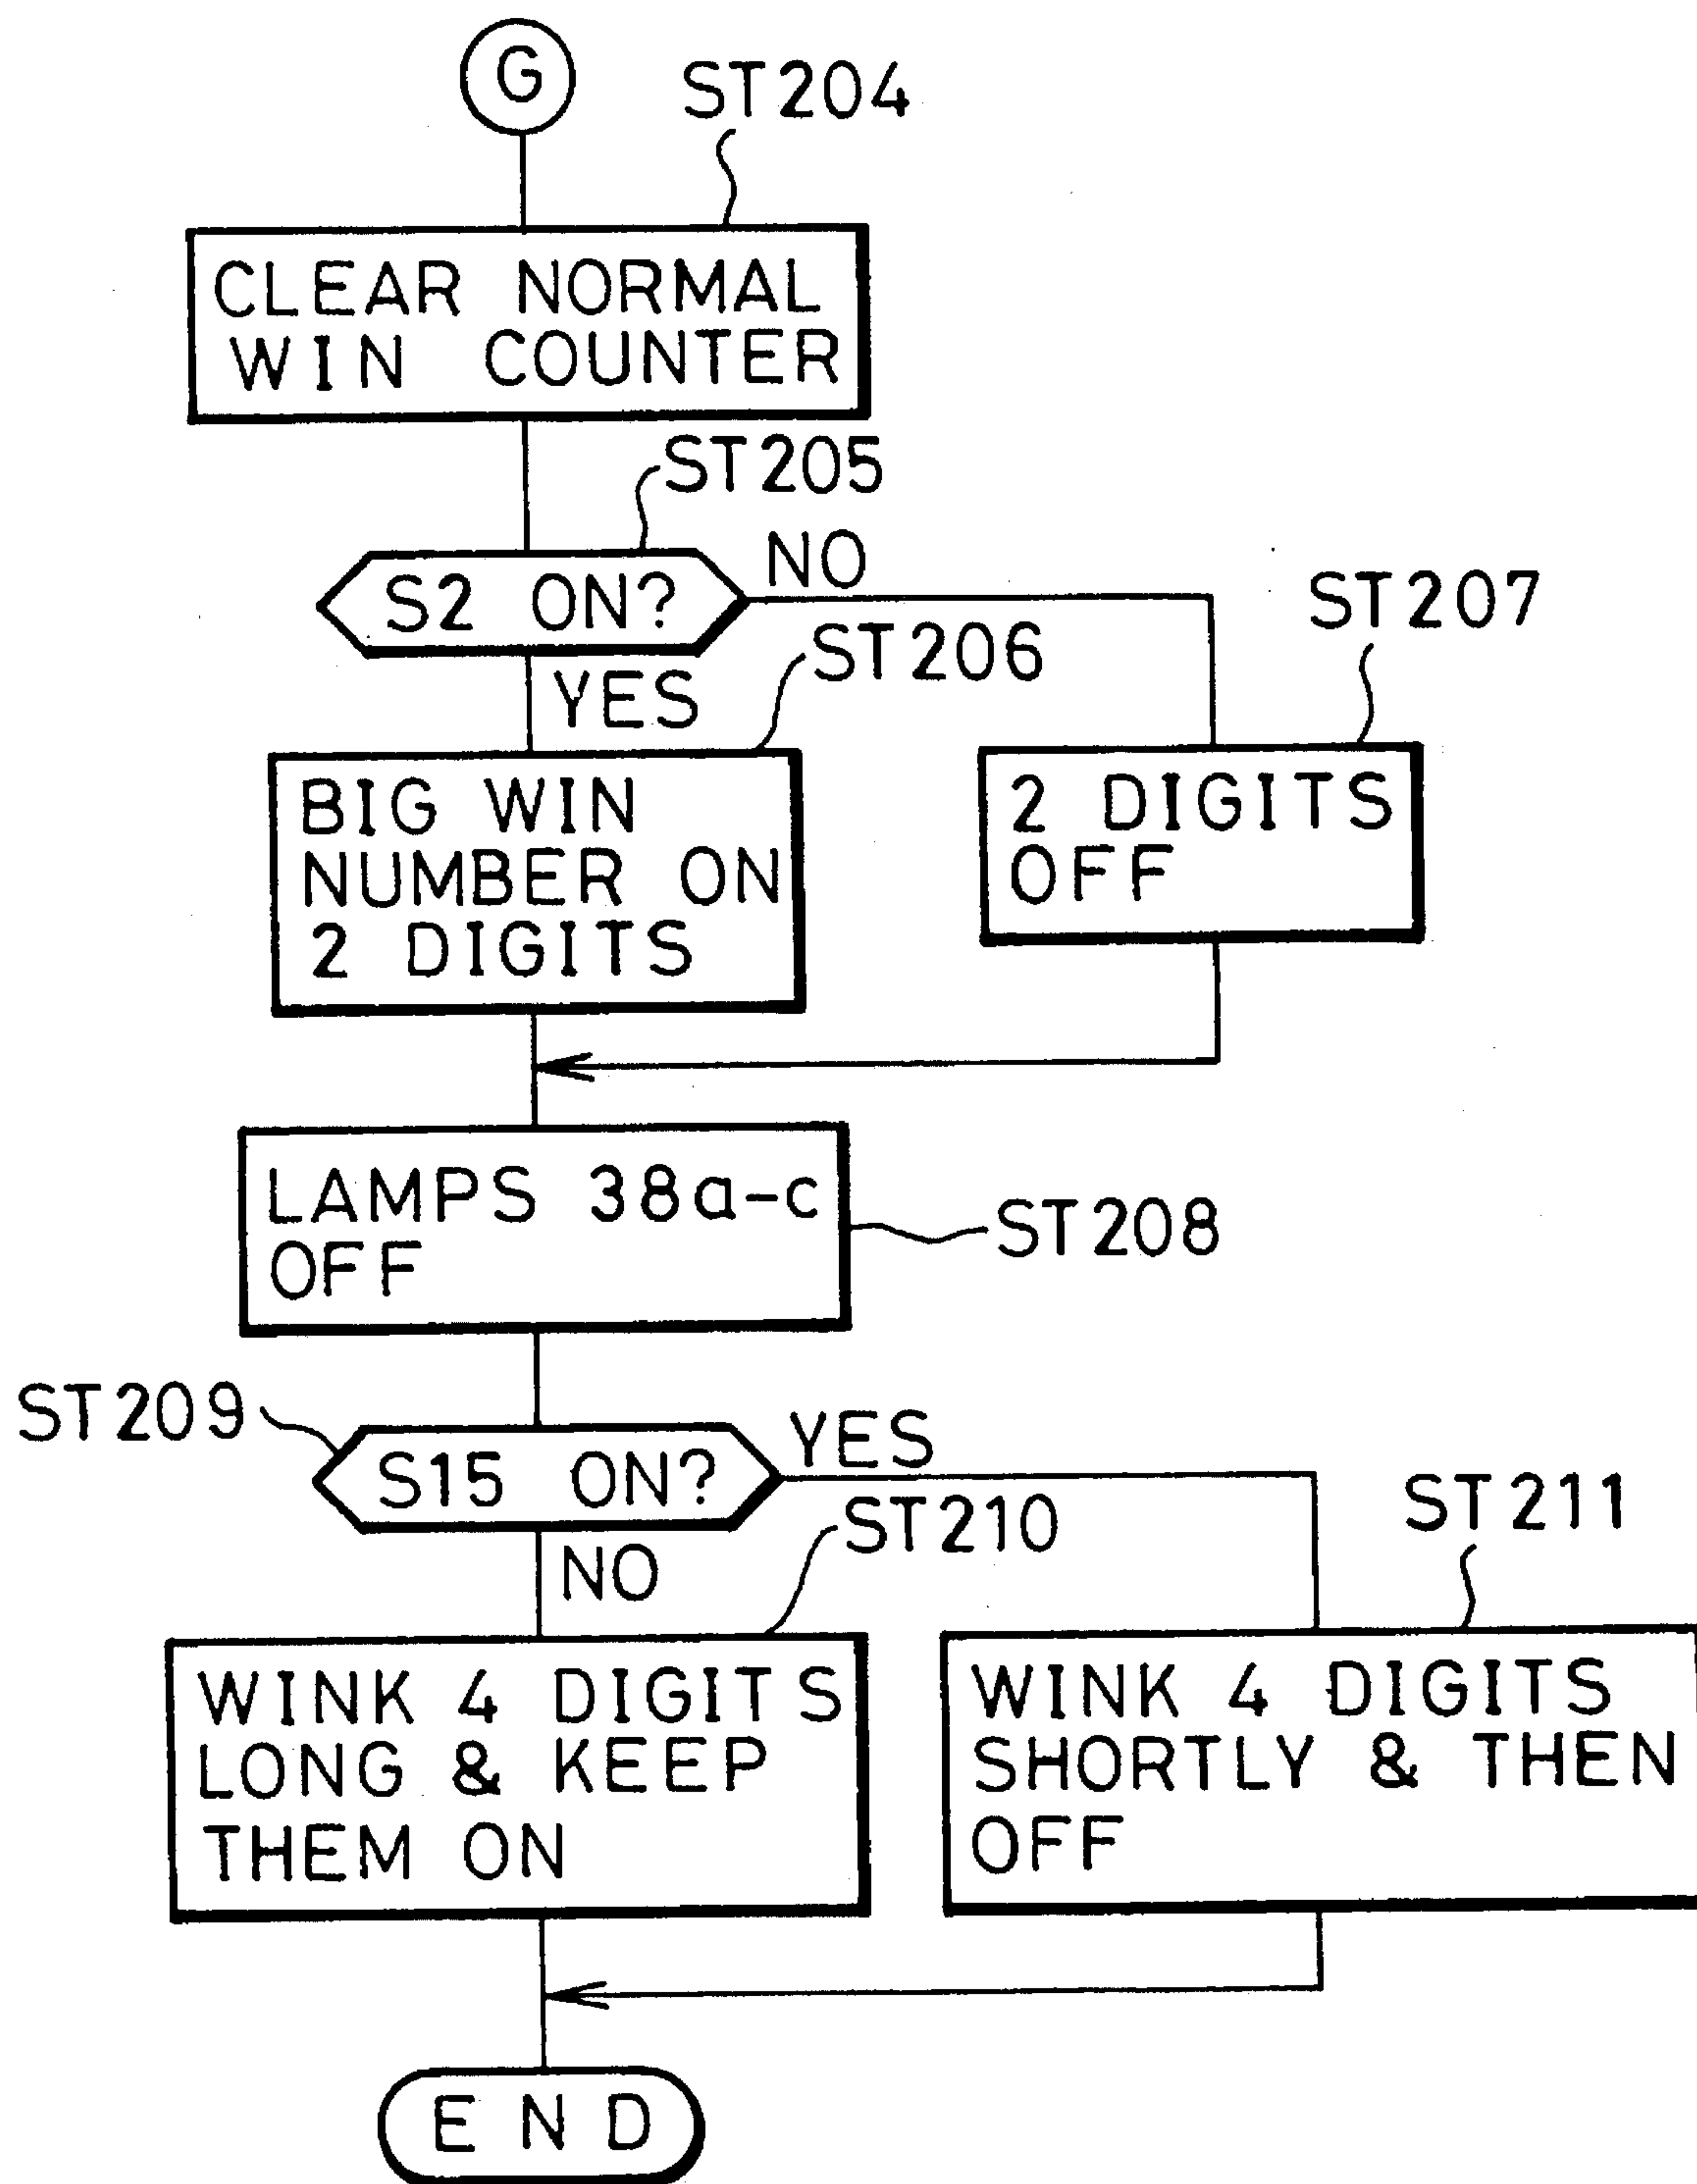 G
ST204
CLEAR NORMAL
WIN COUNTER
ST205
S2 ON?
NO
YES
ST206
ST207
BIG WIN
NUMBER ON
2 DIGITS
2 DIGITS
OFF
LAMPS 38a-c
OFF
ST208
ST209
S15 ON?
YES
NO
ST210
ST211
WINK 4 DIGITS
LONG & KEEP
THEM ON
WINK 4 DIGITS
SHORTLY & THEN
OFF
END